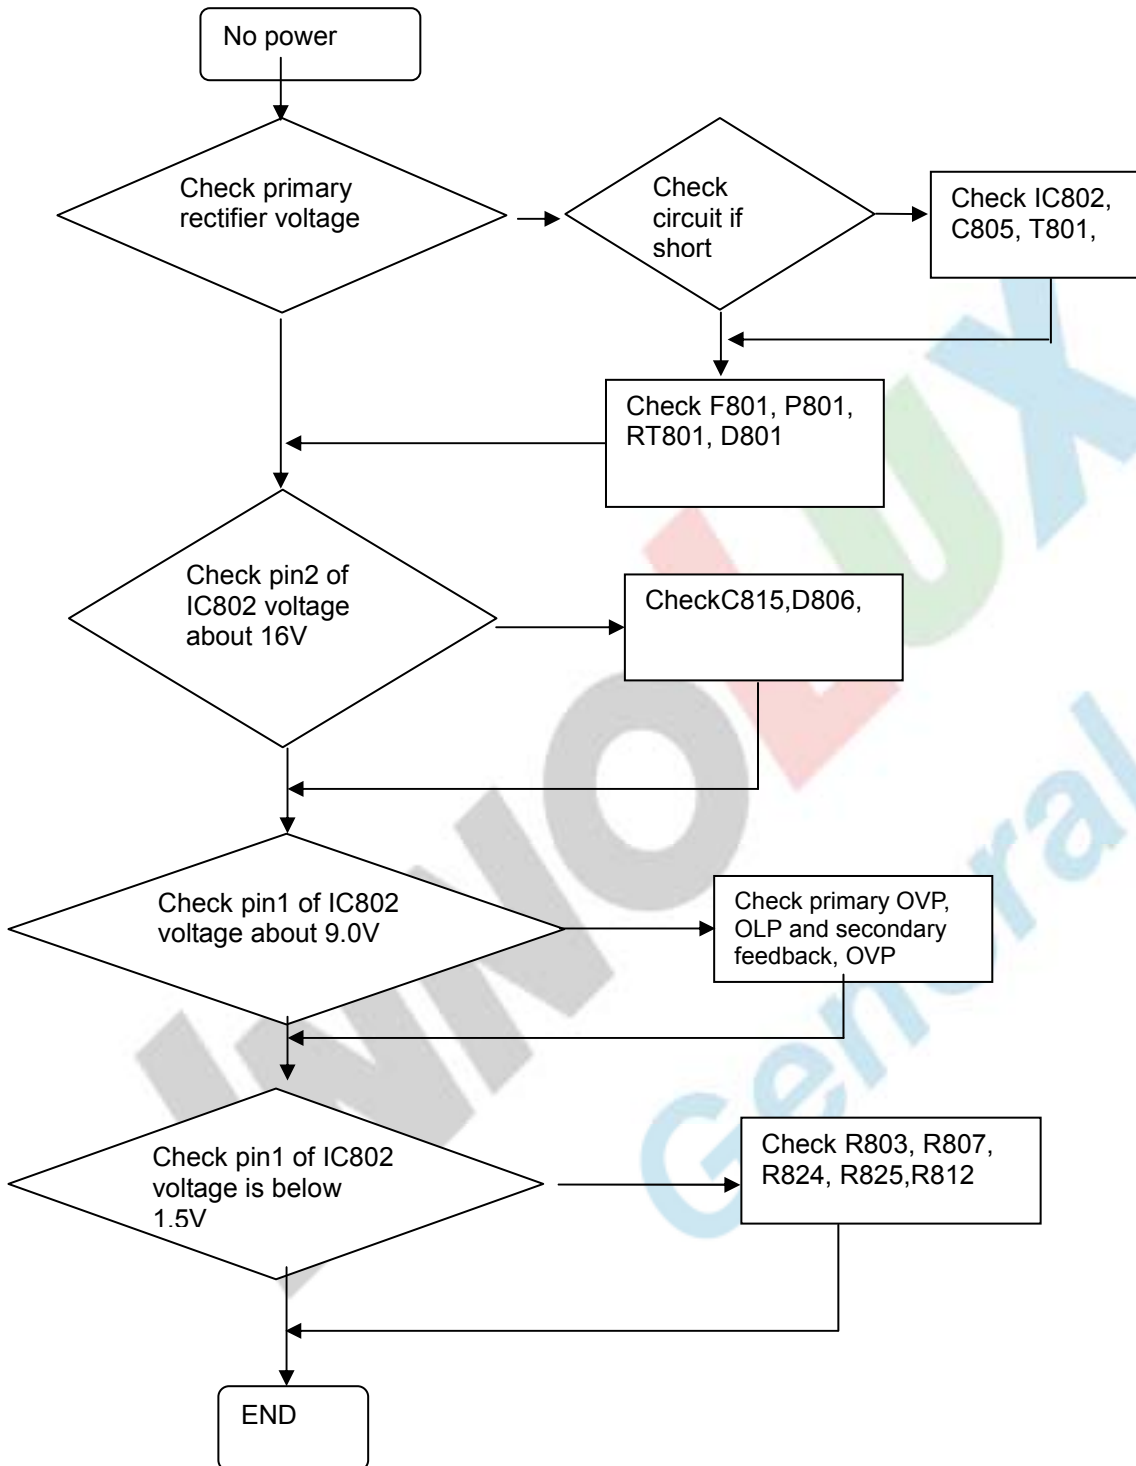 No power
Check primary
rectifier voltage
Check
circuit if
short
Check IC802,
C805, T801,
Check F801, P801,
RT801, D801
Check pin2 of
IC802 voltage
about 16V
CheckC815,D806,
Check pin1 of IC802
voltage about 9.0V
Check primary OVP,
OLP and secondary
feedback, OVP
Check pin1 of IC802
voltage is below
1.5V
Check R803, R807,
R824, R825,R812
END
INNOLUX
General